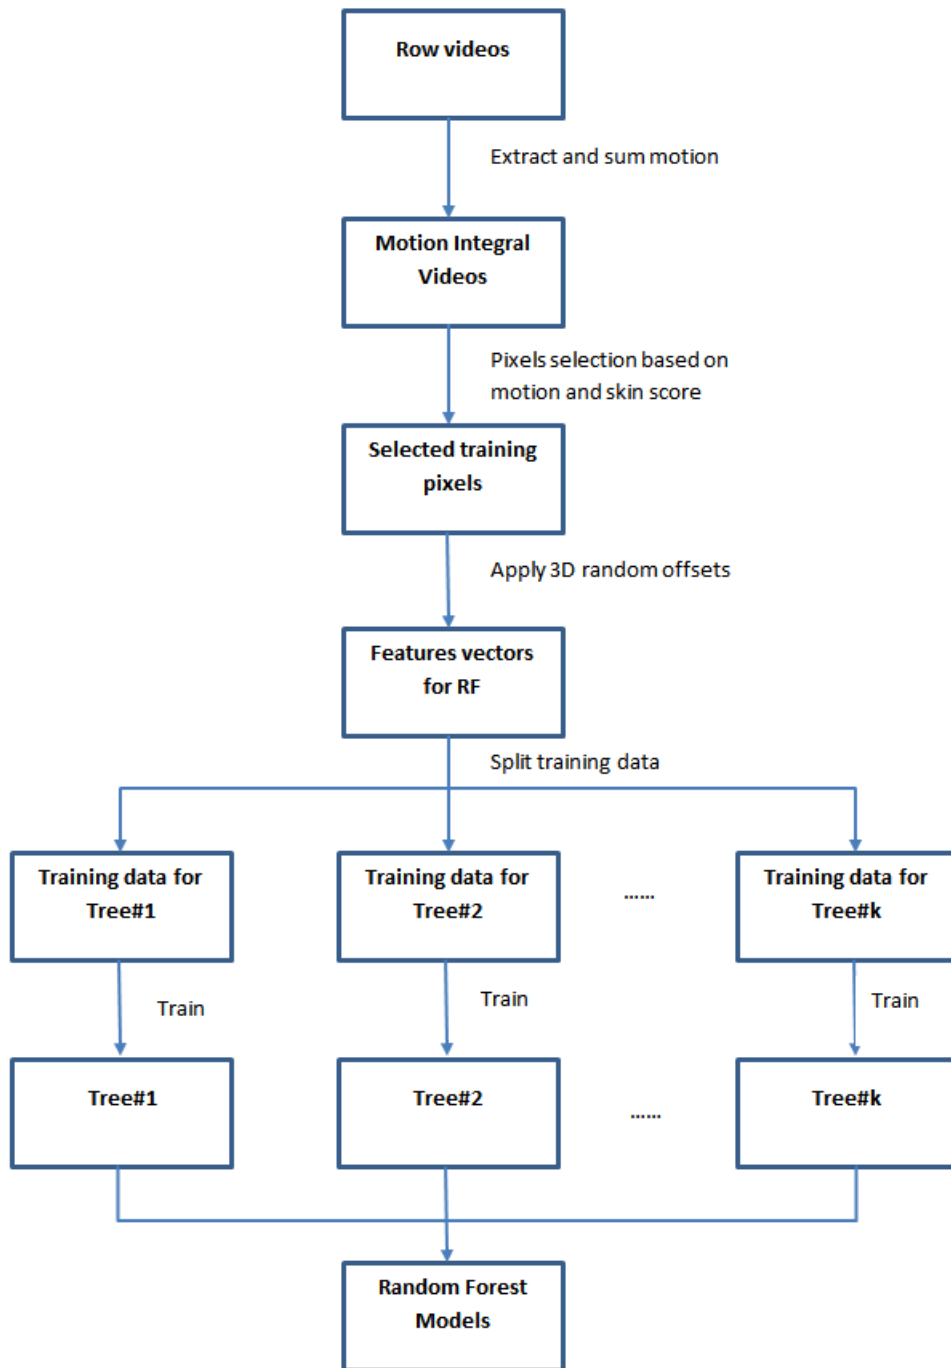 Row videos
Extract and sum motion
Motion Integral
Videos
Pixels selection based on
motion and skin score
Selected training
pixels
Apply 3D random offsets
Features vectors
for RF
Split training data
Training data for
Tree#1
Training data for
Tree#2
......
Training data for
Tree#k
Train
Train
Train
Tree#1
Tree#2
......
Tree#k
Random Forest
Models